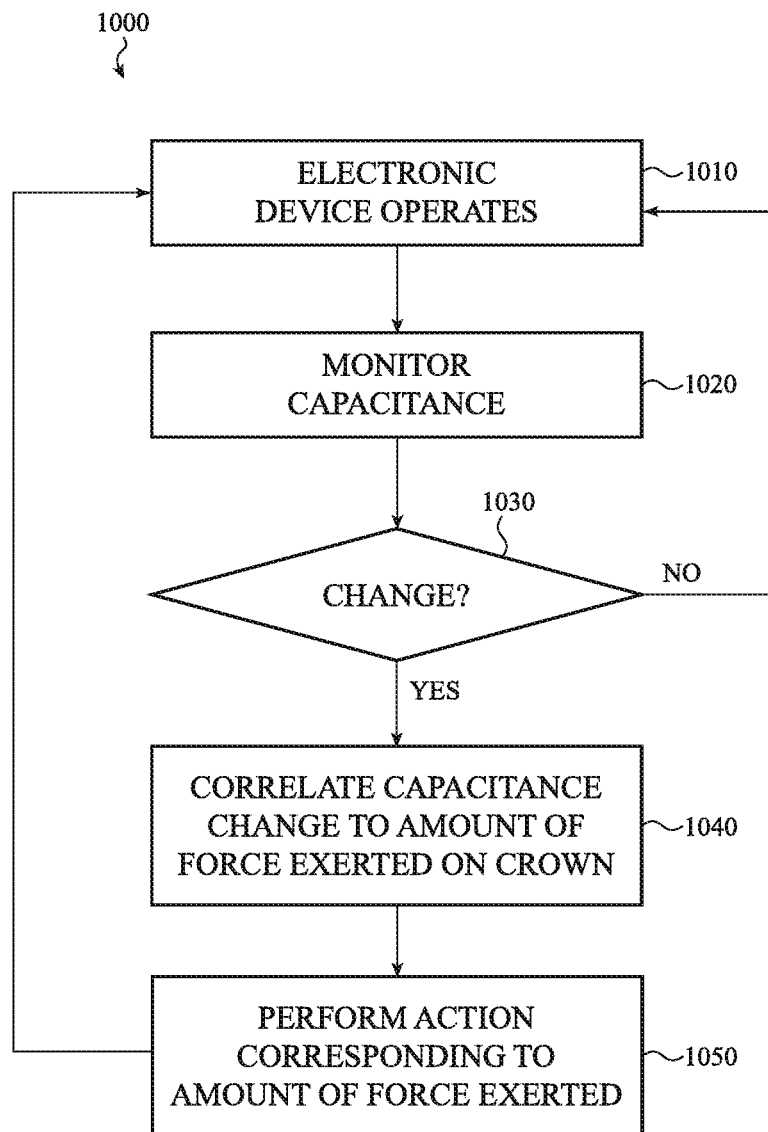 1000
ELECTRONIC
DEVICE OPERATES
1010
MONITOR
CAPACITANCE
1020
1030
CHANGE?
NO
YES
CORRELATE CAPACITANCE
CHANGE TO AMOUNT OF
FORCE EXERTED ON CROWN
1040
PERFORM ACTION
CORRESPONDING TO
AMOUNT OF FORCE EXERTED
1050